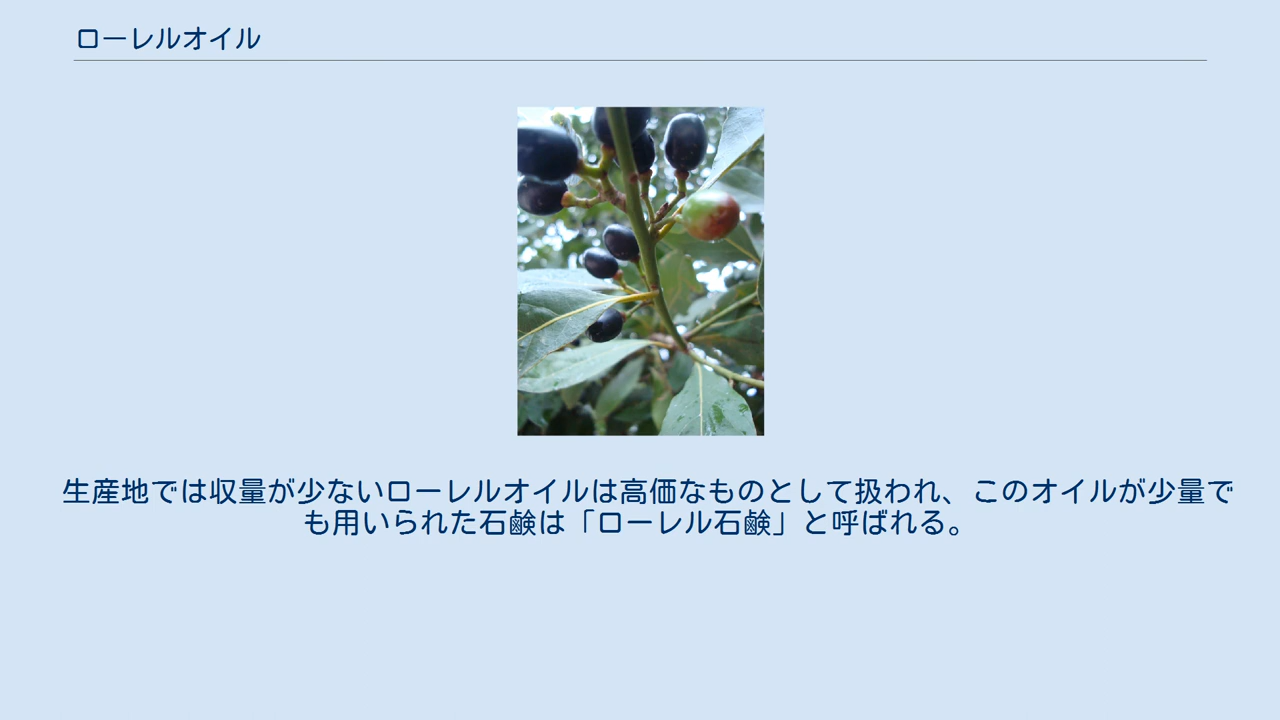 ローレルオイル
生産地では収量が少ないローレルオイルは高価なものとして扱われ、このオイルが少量で
も用いられた石鹸は「ローレル石鹸」と呼ばれる。